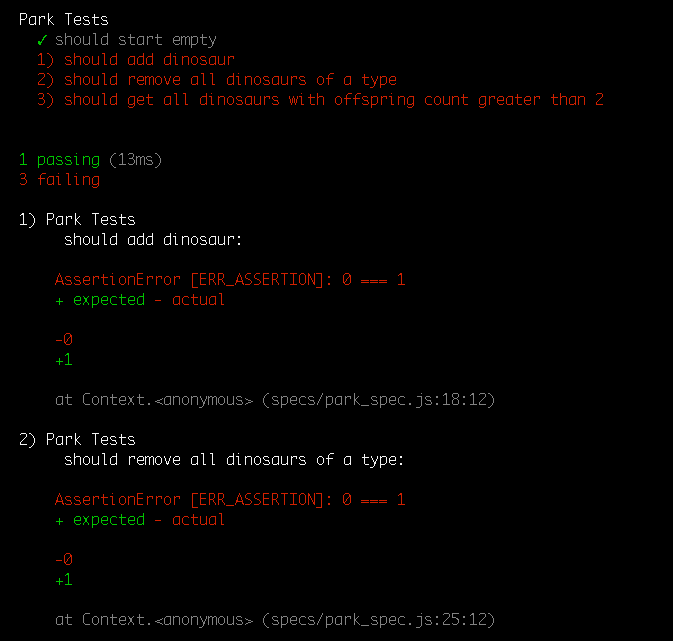 Park Tests
✓ should start empty
1) should add dinosaur
2) should remove all dinosaurs of a type
3) should get all dinosaurs with offspring count greater than 2
1 passing (13ms)
3 failing
1) Park Tests
should add dinosaur:
AssertionError [ERR_ASSERTION]: 0 === 1
+ expected - actual
-0
+1
at Context.<anonymous> (specs/park_spec.js:18:12)
2) Park Tests
should remove all dinosaurs of a type:
AssertionError [ERR_ASSERTION]: 0 === 1
+ expected - actual
-0
+1
at Context.<anonymous> (specs/park_spec.js:25:12)